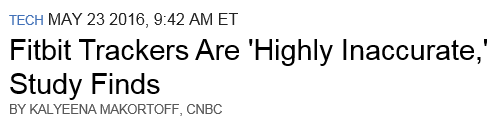 TECH MAY 23 2016, 9:42 AM ET
Fitbit Trackers Are 'Highly Inaccurate,'
Study Finds
BY KALYEENA MAKORTOFF, CNBC